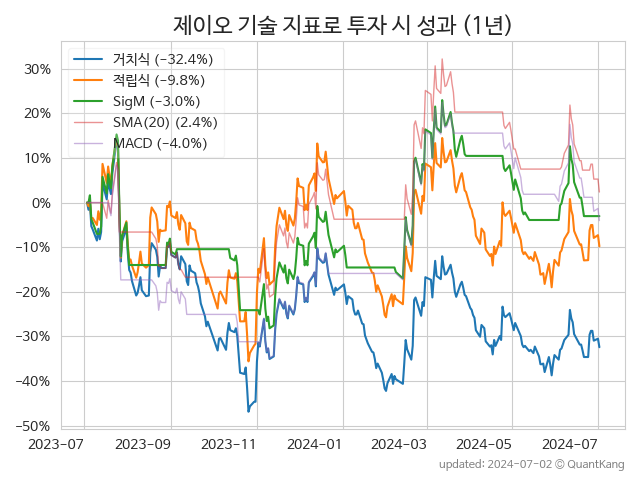 제이오 기술 지표로 투자 시 성과 (1년)
거치식 (−32.4%)
적립식 (−9.8%)
SigM (−3.0%)
SMA(20) (2.4%)
MACD (−4.0%)
30%
20%
10%
0%
−10%
−20%
−30%
−40%
−50%
2023-07 2023-09 2023-11 2024-01 2024-03 2024-05 2024-07
updated: 2024-07-02 © QuantKang